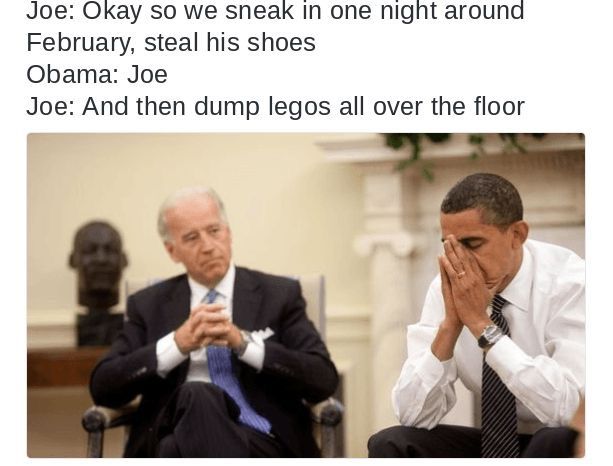 Joe: Okay so we sneak in one night around
February, steal his shoes
Obama: Joe
Joe: And then dump legos all over the floor